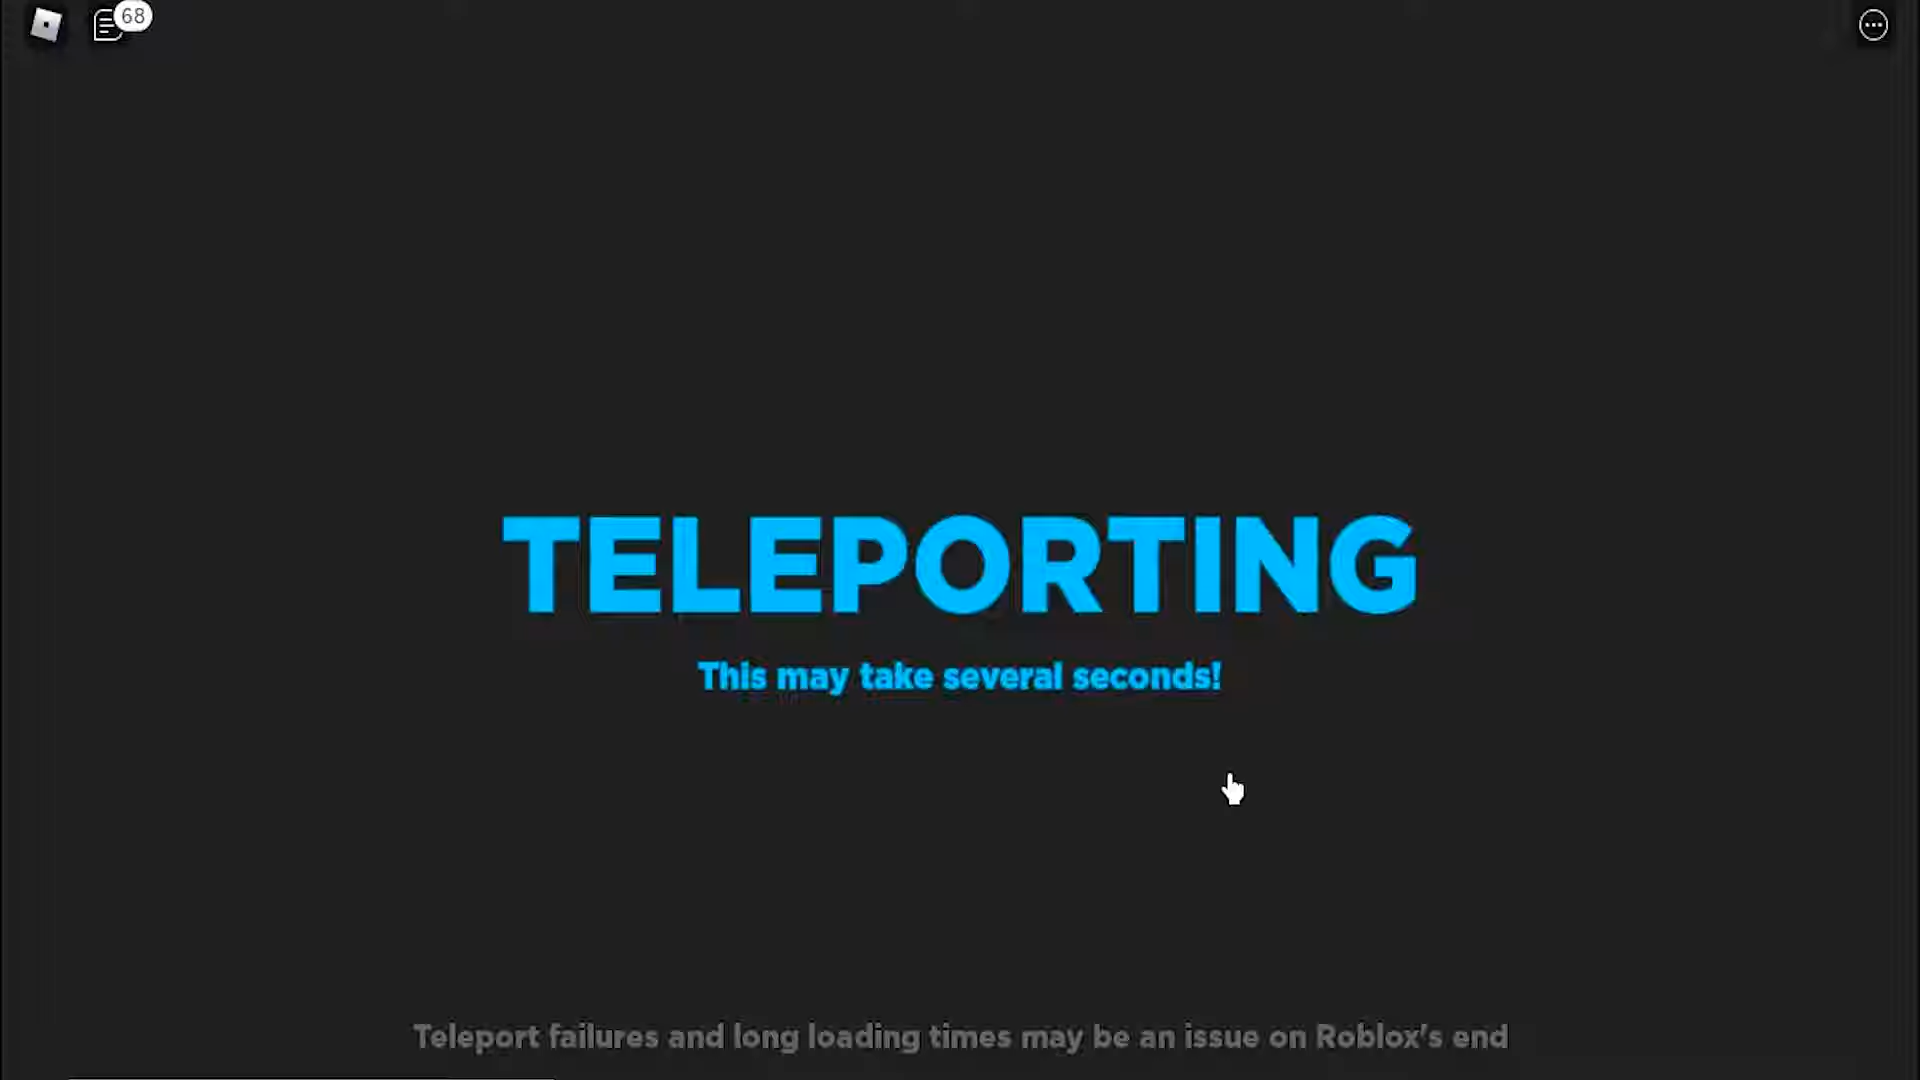 68
TELEPORTING
This may take several seconds!
Teleport failures and long loading times may be an issue on Roblox's end